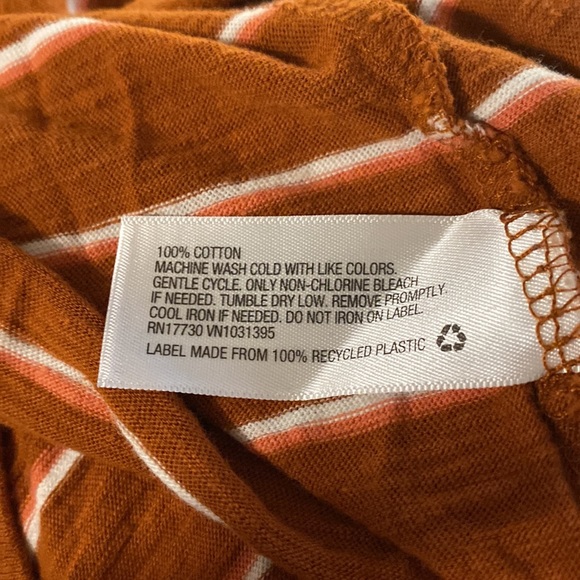 100% COTTON
MACHINE WASH COLD WITH LIKE COLORS.
GENTLE CYCLE. ONLY NON-CHLORINE BLEACH
IF NEEDED. TUMBLE DRY LOW. REMOVE PROMPTLY.
COOL IRON IF NEEDED. DO NOT IRON ON LABEL.
RN17730 VN1031395
LABEL MADE FROM 100% RECYCLED PLASTIC